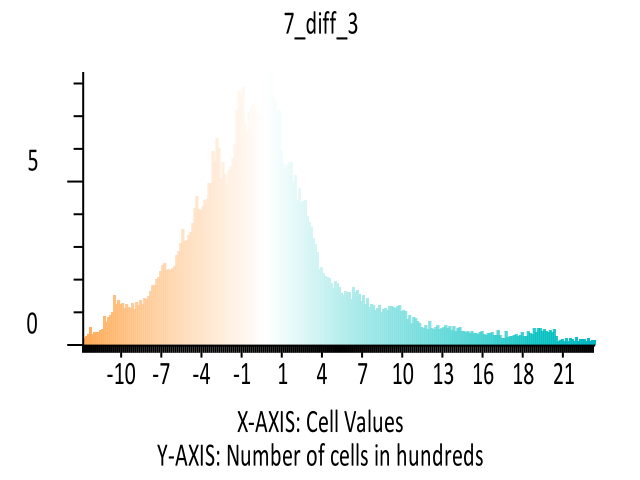 7_diff_3
5
0
-10 -7 -4 -1 1 4 7 10 13 16 18 21
X-AXIS: Cell Values
Y-AXIS: Number of cells in hundreds